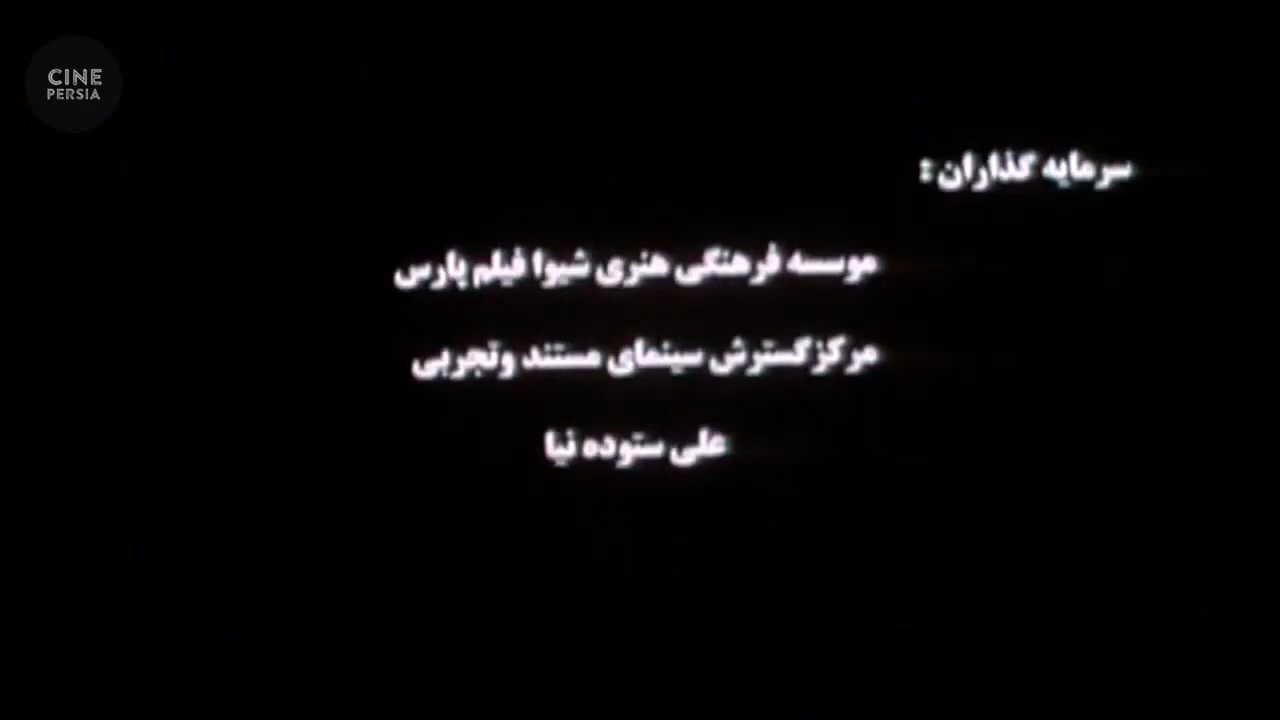 CINE
PERSIA
سرمایه گذاران :
موسسه فرهنگی هنری شیوا فیلم پارس
مرکزگسترش سینمای مستند وتجربی
علی ستوده نیا